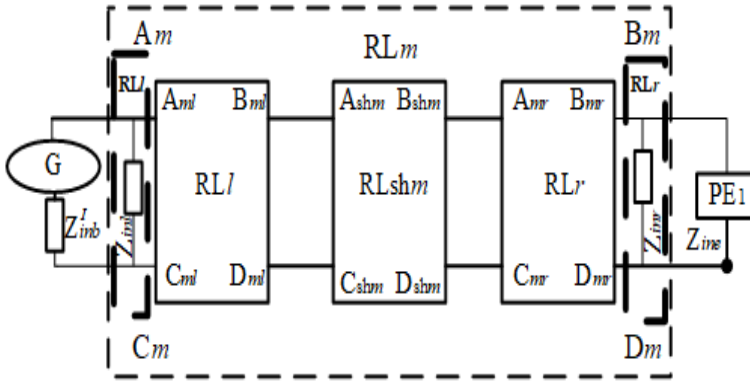 Am RLm Bm
RLl RLr
Aml Bml Ashm Bshm Amr Bmr
G RLl RLshm RLr PE1
Z^I_inb Zinl Zinr Zine
Cml Dml Cshm Dshm Cmr Dmr
Cm Dm